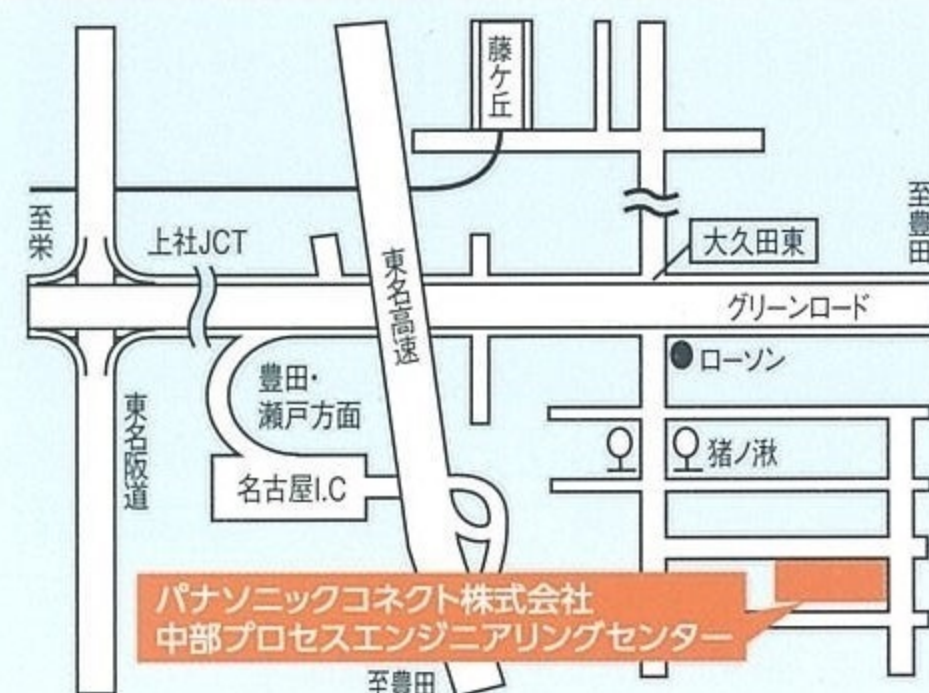 藤ケ丘
至栄
上社JCT
東名高速
大久田東
至豊田
グリーンロード
ローソン
豊田・
瀬戸方面
東名阪道
名古屋I.C
猪ノ湫
パナソニックコネクト株式会社
中部プロセスエンジニアリングセンター
至豊田